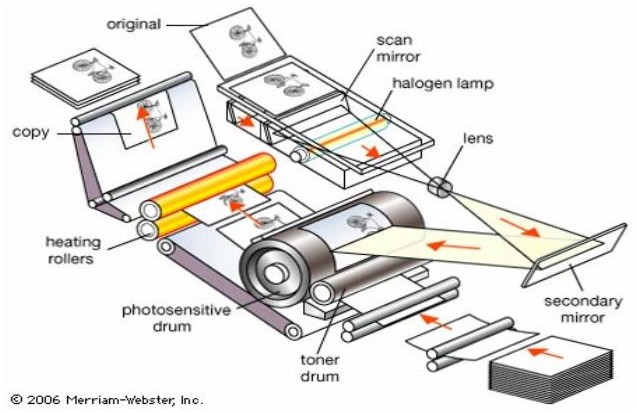 original
scan
mirror
halogen lamp
copy
lens
heating
rollers
photosensitive
drum
secondary
mirror
toner
drum
© 2006 Merriam-Webster, Inc.